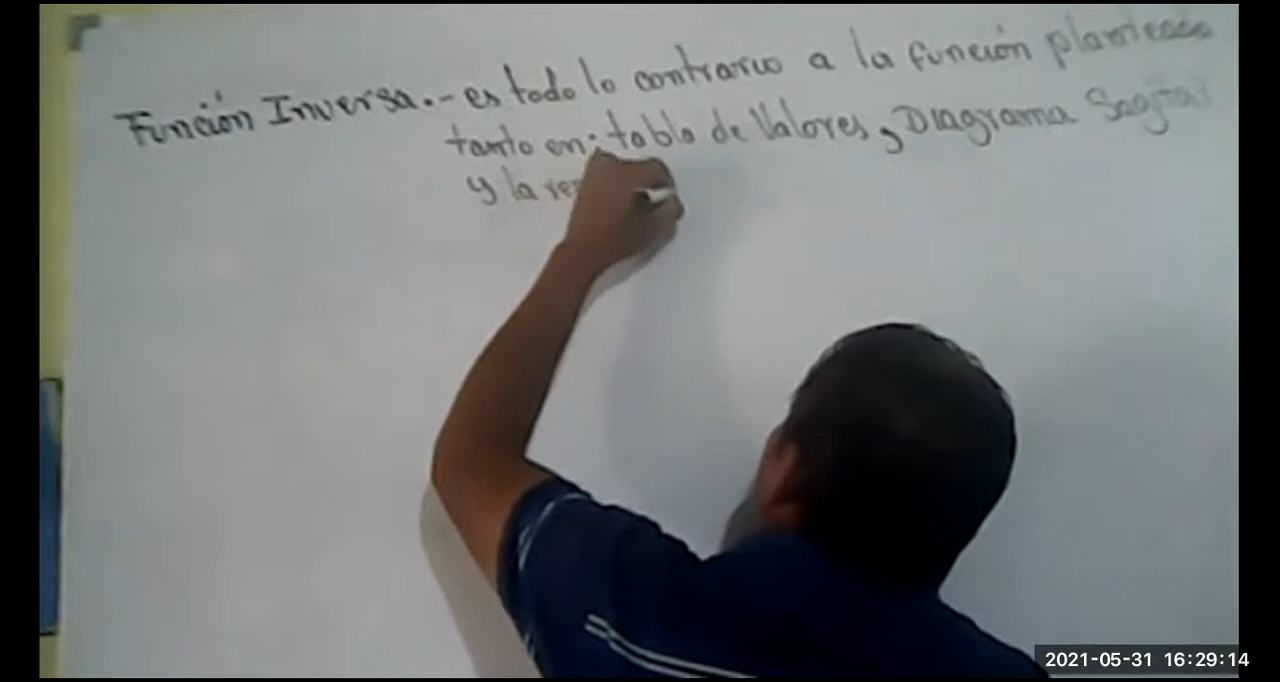 Función Inversa.- es todo lo contrario a la función planteado
tanto en: tabla de Valores, Diagrama Sagital
y la
2021-05-31 16:29:14